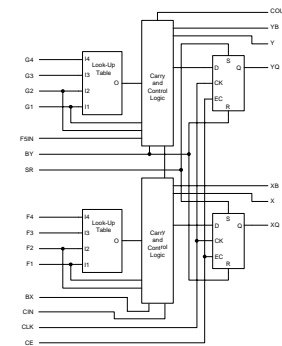 COUT
YB
Y
G4
G3
G2
G1
I4
I3
I2
I1
Look-Up
Table
O
Carry
and
Control
Logic
S
D
Q
CK
EC
R
YQ
F5IN
BY
SR
XB
X
F4
F3
F2
F1
I4
I3
I2
I1
Look-Up
Table
O
Carry
and
Control
Logic
S
D
Q
CK
EC
R
XQ
BX
CIN
CLK
CE